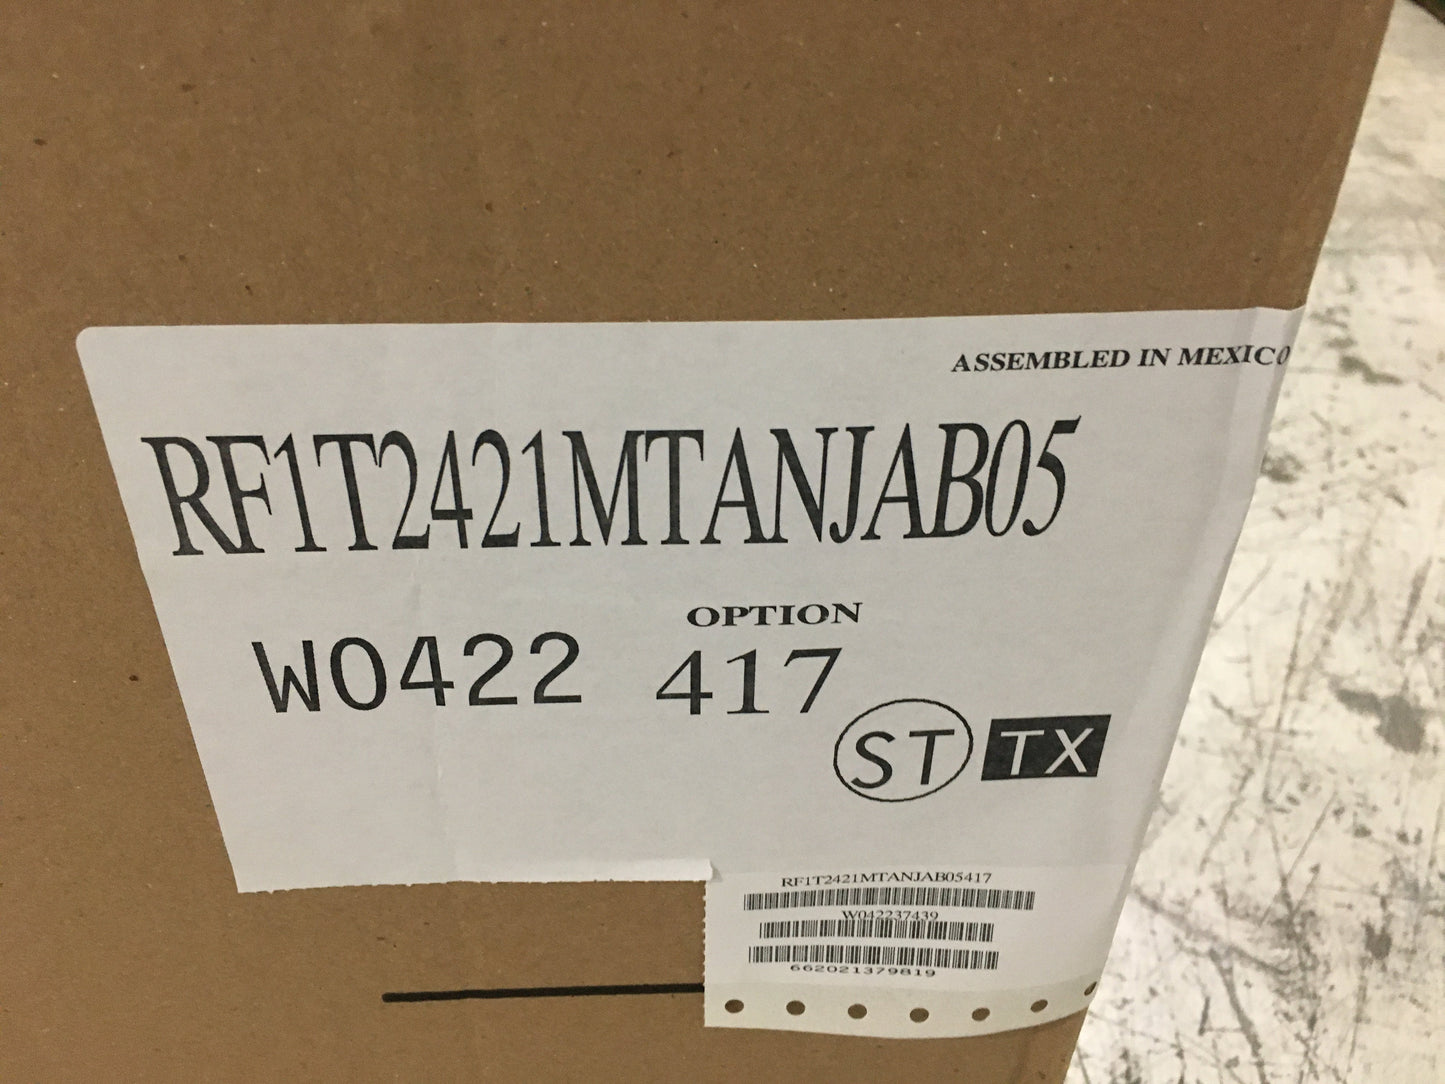 ASSEMBLED IN MEXICO
RF1T2421MTANJAB05
OPTION
W0422 417
ST TX
RF1T2421MTANJAB05417
W042237439
662021379819